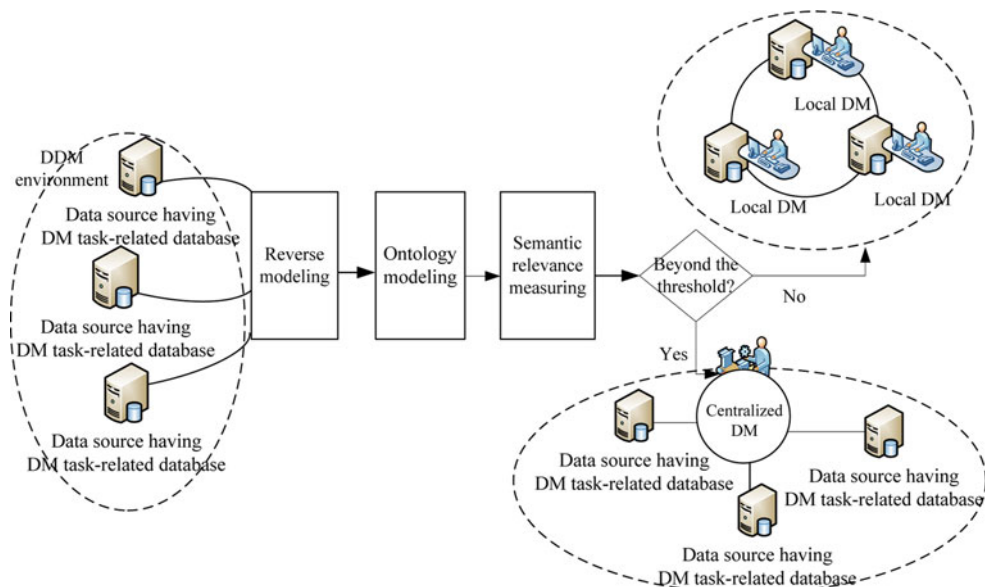 DDM
environment
Data source having
DM task-related database
Data source having
DM task-related database
Data source having
DM task-related database
Reverse
modeling
Ontology
modeling
Semantic
relevance
measuring
Beyond the
threshold?
No
Yes
Local DM
Local DM
Local DM
Centralized
DM
Data source having
DM task-related database
Data source having
DM task-related database
Data source having
DM task-related database